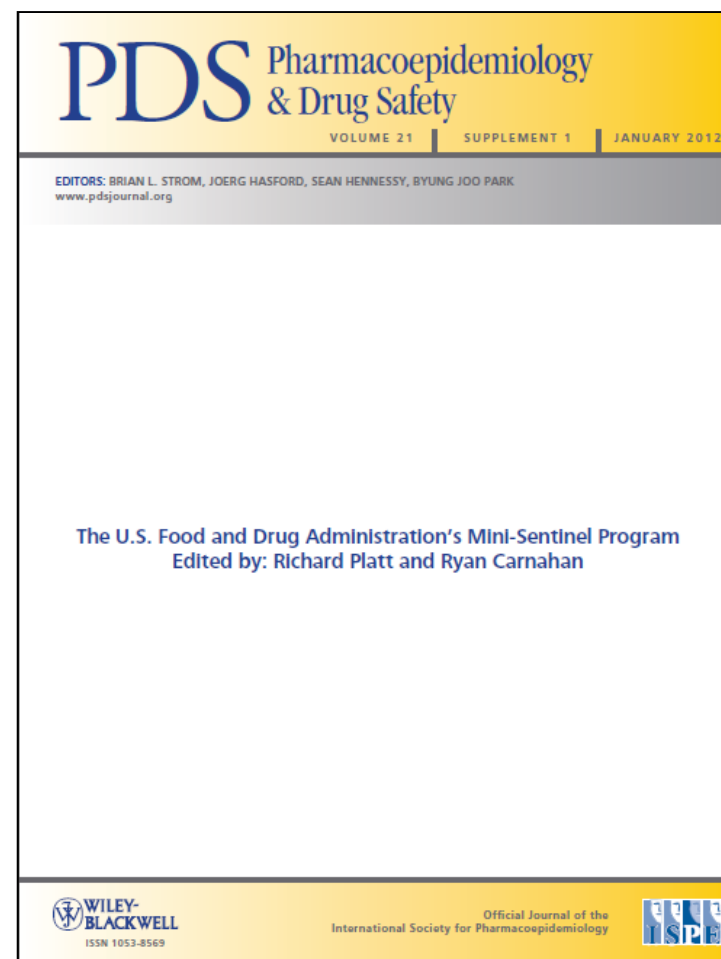 PDS Pharmacoepidemiology
& Drug Safety
VOLUME 21 SUPPLEMENT 1 JANUARY 2012
EDITORS: BRIAN L. STROM, JOERG HASFORD, SEAN HENNESSY, BYUNG JOO PARK
www.pdsjournal.org
The U.S. Food and Drug Administration's Mini-Sentinel Program
Edited by: Richard Platt and Ryan Carnahan
WILEY-
BLACKWELL
ISSN 1053-8569
Official Journal of the
International Society for Pharmacoepidemiology
ISPE